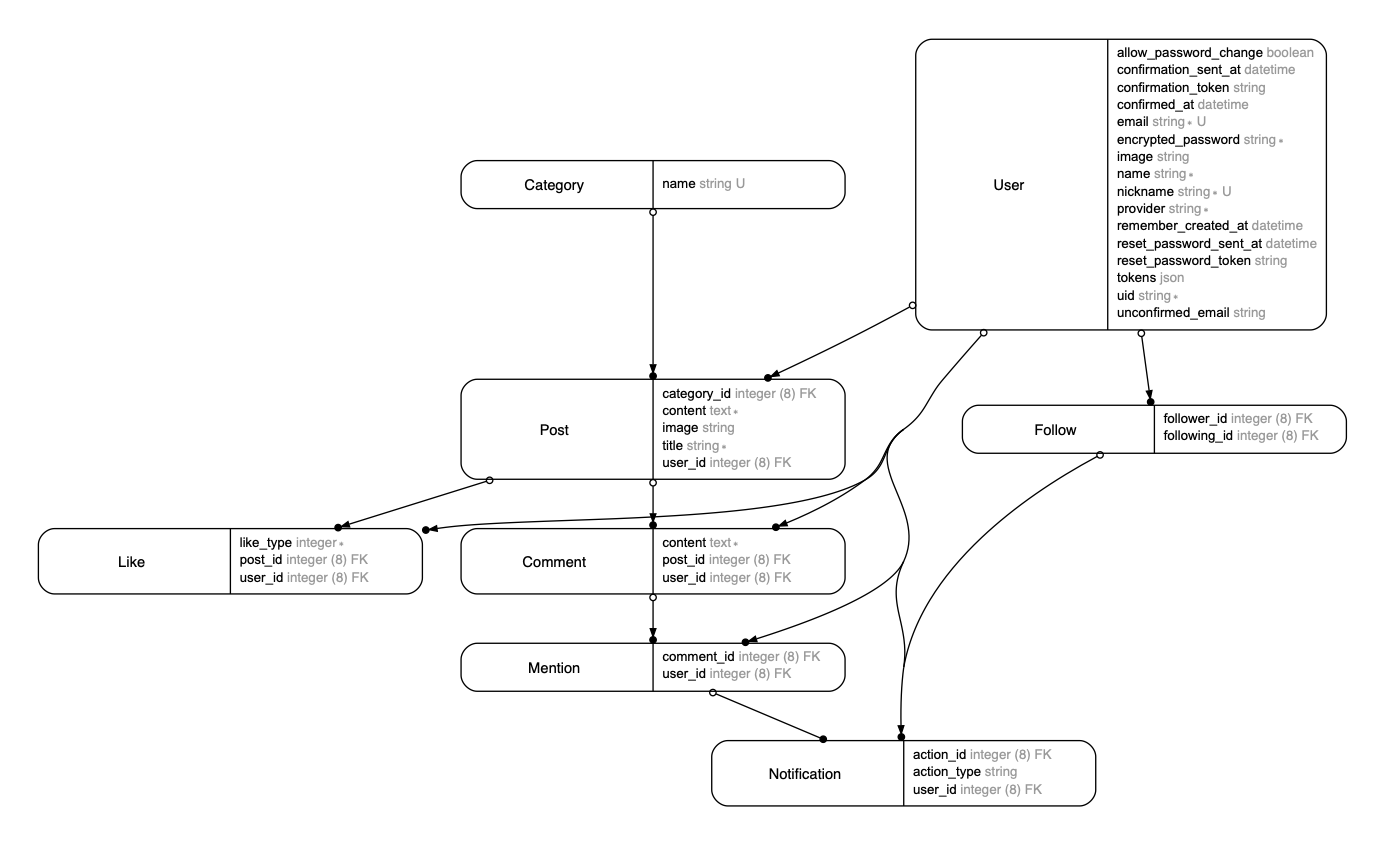 User
allow_password_change boolean
confirmation_sent_at datetime
confirmation_token string
confirmed_at datetime
email string* U
encrypted_password string*
image string
name string*
nickname string* U
provider string*
remember_created_at datetime
reset_password_sent_at datetime
reset_password_token string
tokens json
uid string*
unconfirmed_email string
Category
name string U
Post
category_id integer (8) FK
content text*
image string
title string*
user_id integer (8) FK
Follow
follower_id integer (8) FK
following_id integer (8) FK
Like
like_type integer*
post_id integer (8) FK
user_id integer (8) FK
Comment
content text*
post_id integer (8) FK
user_id integer (8) FK
Mention
comment_id integer (8) FK
user_id integer (8) FK
Notification
action_id integer (8) FK
action_type string
user_id integer (8) FK